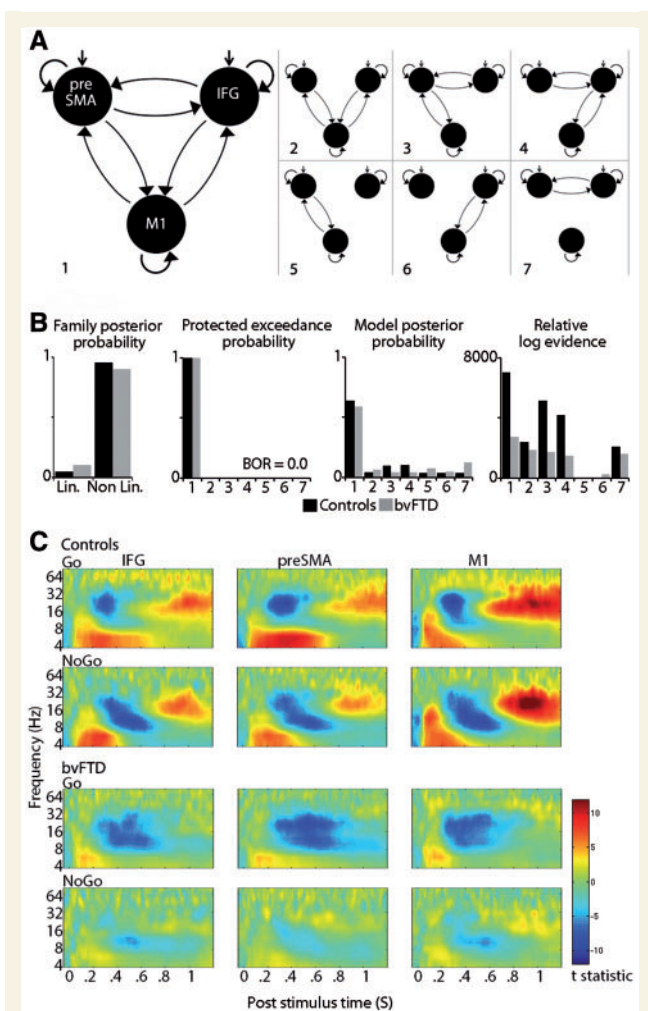 A
pre
SMA
IFG
M1
1
2
3
4
5
6
7
B
Family posterior
probability
Protected exceedance
probability
Model posterior
probability
Relative
log evidence
1
0
Lin. Non Lin.
1
0
BOR = 0.0
1 2 3 4 5 6 7
1
0
1 2 3 4 5 6 7
8000
0
1 2 3 4 5 6 7
Controls bvFTD
C
Controls
Go IFG preSMA M1
64
32
16
8
4
NoGo
64
32
16
8
4
Frequency (Hz)
bvFTD
Go
64
32
16
8
4
NoGo
64
32
16
8
4
0 .2 .4 .6 .8 1
0 .2 .4 .6 .8 1
0 .2 .4 .6 .8 1
10
5
0
-5
-10
t statistic
Post stimulus time (S)